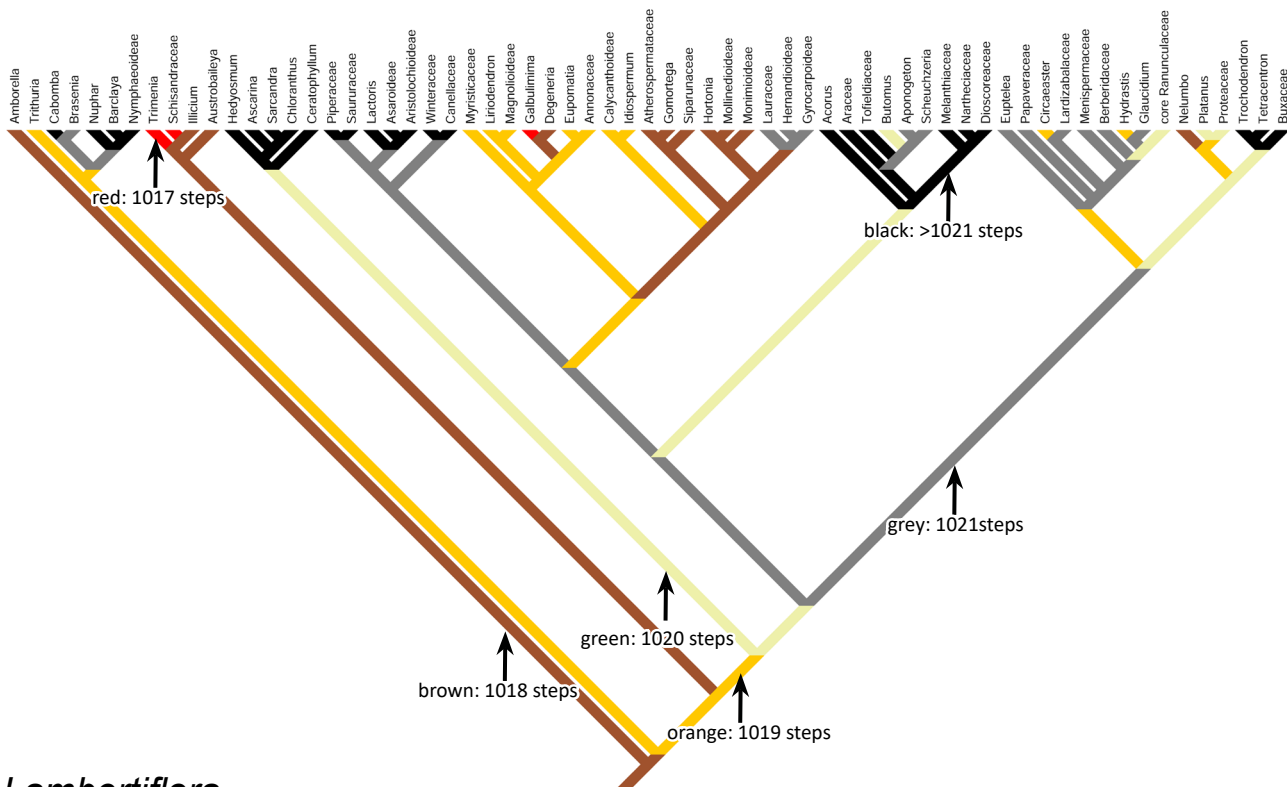 Amborella
Trithuria
Cabomba
Brasenia
Nuphar
Barclaya
Nymphaeoideae
Trimenia
Schisandraceae
Illicium
Austrobaileya
Hedyosomum
Ascarina
Sarcandra
Chloranthus
Ceratophyllum
Piperaceae
Saururaceae
Lactoris
Asaroideae
Aristolochioideae
Winteraceae
Canellaceae
Myristicaceae
Liriodendron
Magnolioideae
Galbulimima
Degeneria
Eupomatia
Annonaceae
Calycanthoideae
Idiospermum
Atherospermataceae
Gomortega
Siparunaceae
Hortonia
Mollinedioideae
Monimioideae
Lauraceae
Hernandioideae
Gyrocarpoideae
Acorus
Araceae
Tofieldiaceae
Butomus
Aponogeton
Scheuchzeria
Melanthiaceae
Nartheciaceae
Dioscoreaceae
Euptelea
Papaveraceae
Circaeaster
Lardizabalaceae
Menispermaceae
Berberidaceae
Hydrastis
Glaucidium
core Ranunculaceae
Nelumbo
Platanus
Proteaceae
Trochodendron
Tetracentron
Buxaceae
red: 1017 steps
black: >1021 steps
grey: 1021steps
green: 1020 steps
brown: 1018 steps
orange: 1019 steps
Lambertiflora